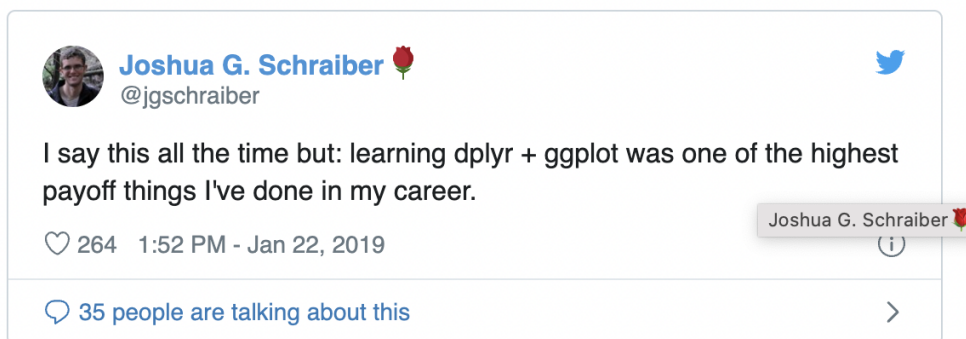 Joshua G. Schraiber🌹
@jgschraiber
I say this all the time but: learning dplyr + ggplot was one of the highest
payoff things I've done in my career.
Joshua G. Schraiber🌹
264 1:52 PM - Jan 22, 2019
35 people are talking about this